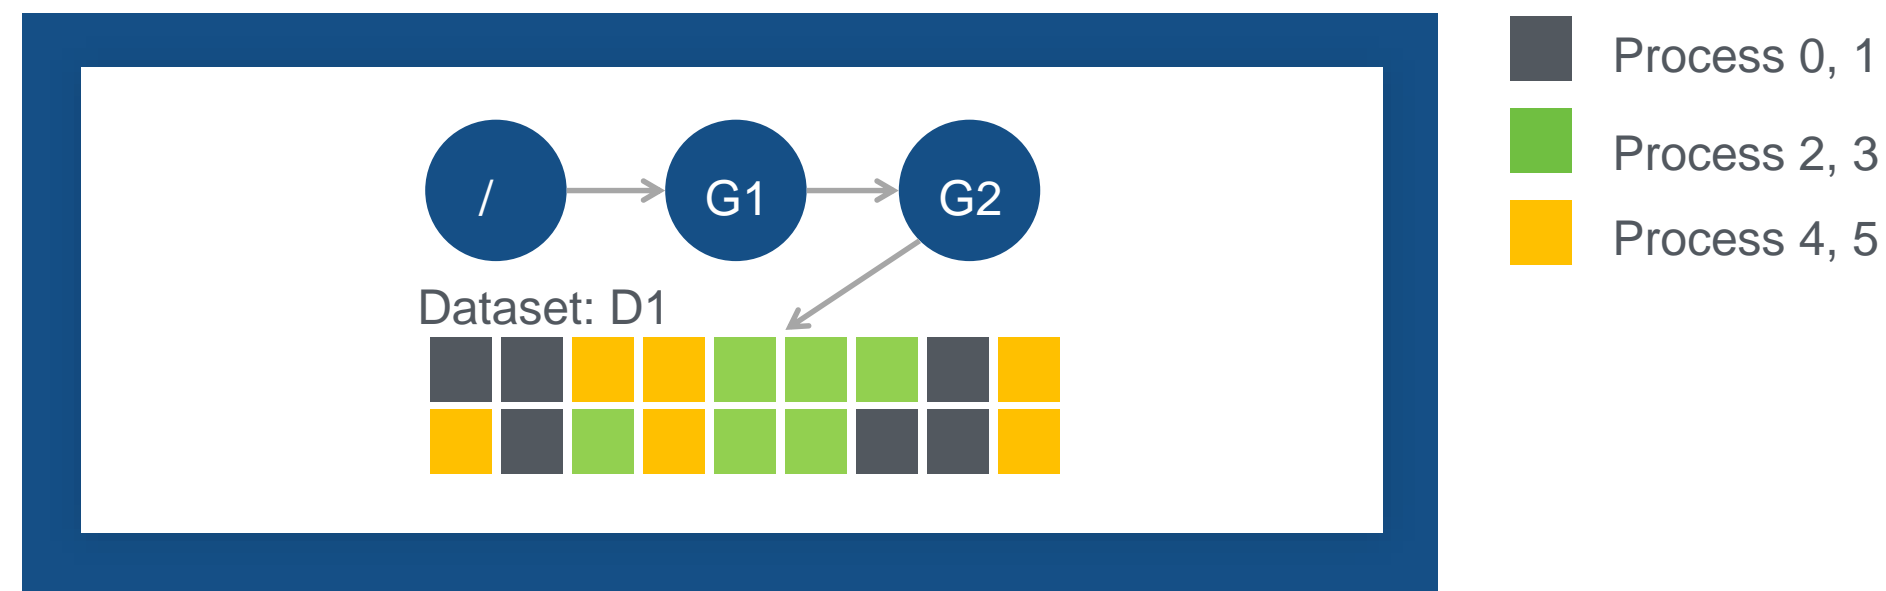 /
G1
G2
Dataset: D1
Process 0, 1
Process 2, 3
Process 4, 5